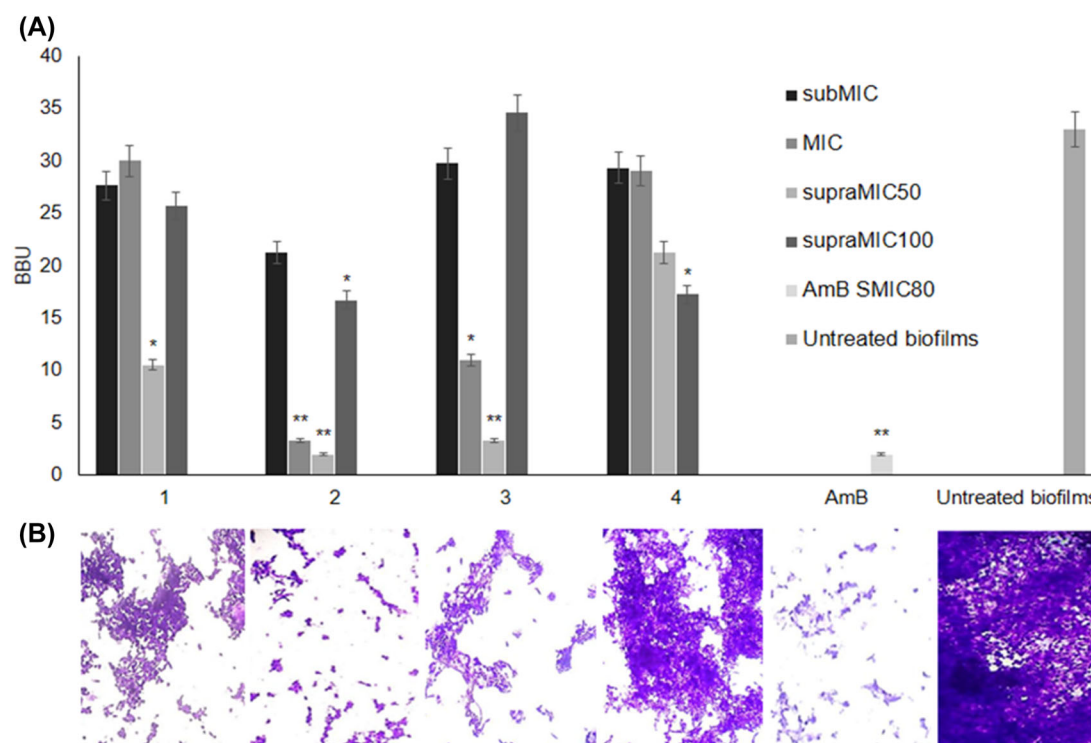 (A)
40
35
30
25
20
15
10
5
0
BBU
subMIC
MIC
supraMIC50
supraMIC100
AmB SMIC80
Untreated biofilms
*
**
**
*
*
**
*
**
1
2
3
4
AmB
Untreated biofilms
(B)